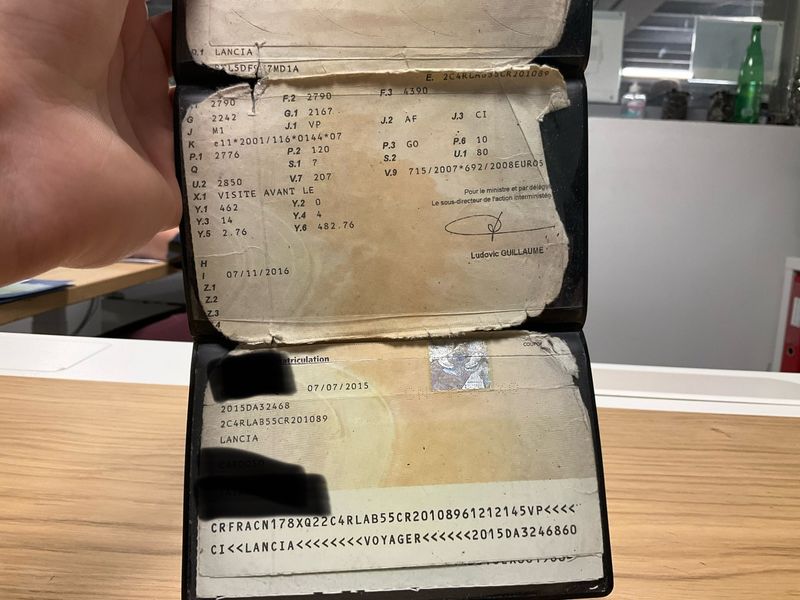 D.1 LANCIA
E. 2C4RLAB55CR201089
2790 F.2 2790 F.3 4390
G 2242 G.1 2167
J M1 J.1 VP J.2 AF J.3 CI
K e11*2001/116*0144*07
P.1 2776 P.2 120 P.3 GO P.6 10
Q S.1 7 S.2 U.1 80
U.2 2850 V.7 207 V.9 715/2007*692/2008EURO5
X.1 VISITE AVANT LE
Y.1 462 Y.2 0
Y.3 14 Y.4 4
Y.5 2.76 Y.6 482.76
Pour le ministre et par délég
Le sous-directeur de l'action interministé
Ludovic GUILLAUME
H
I 07/11/2016
Z.1
Z.2
Z.3
07/07/2015
2015DA32468
2C4RLAB55CR201089
LANCIA
CRFRACN178XQ22C4RLAB55CR20108961212145VP<<<<
CI<<LANCIA<<<<<<<<VOYAGER<<<<<<2015DA3246860